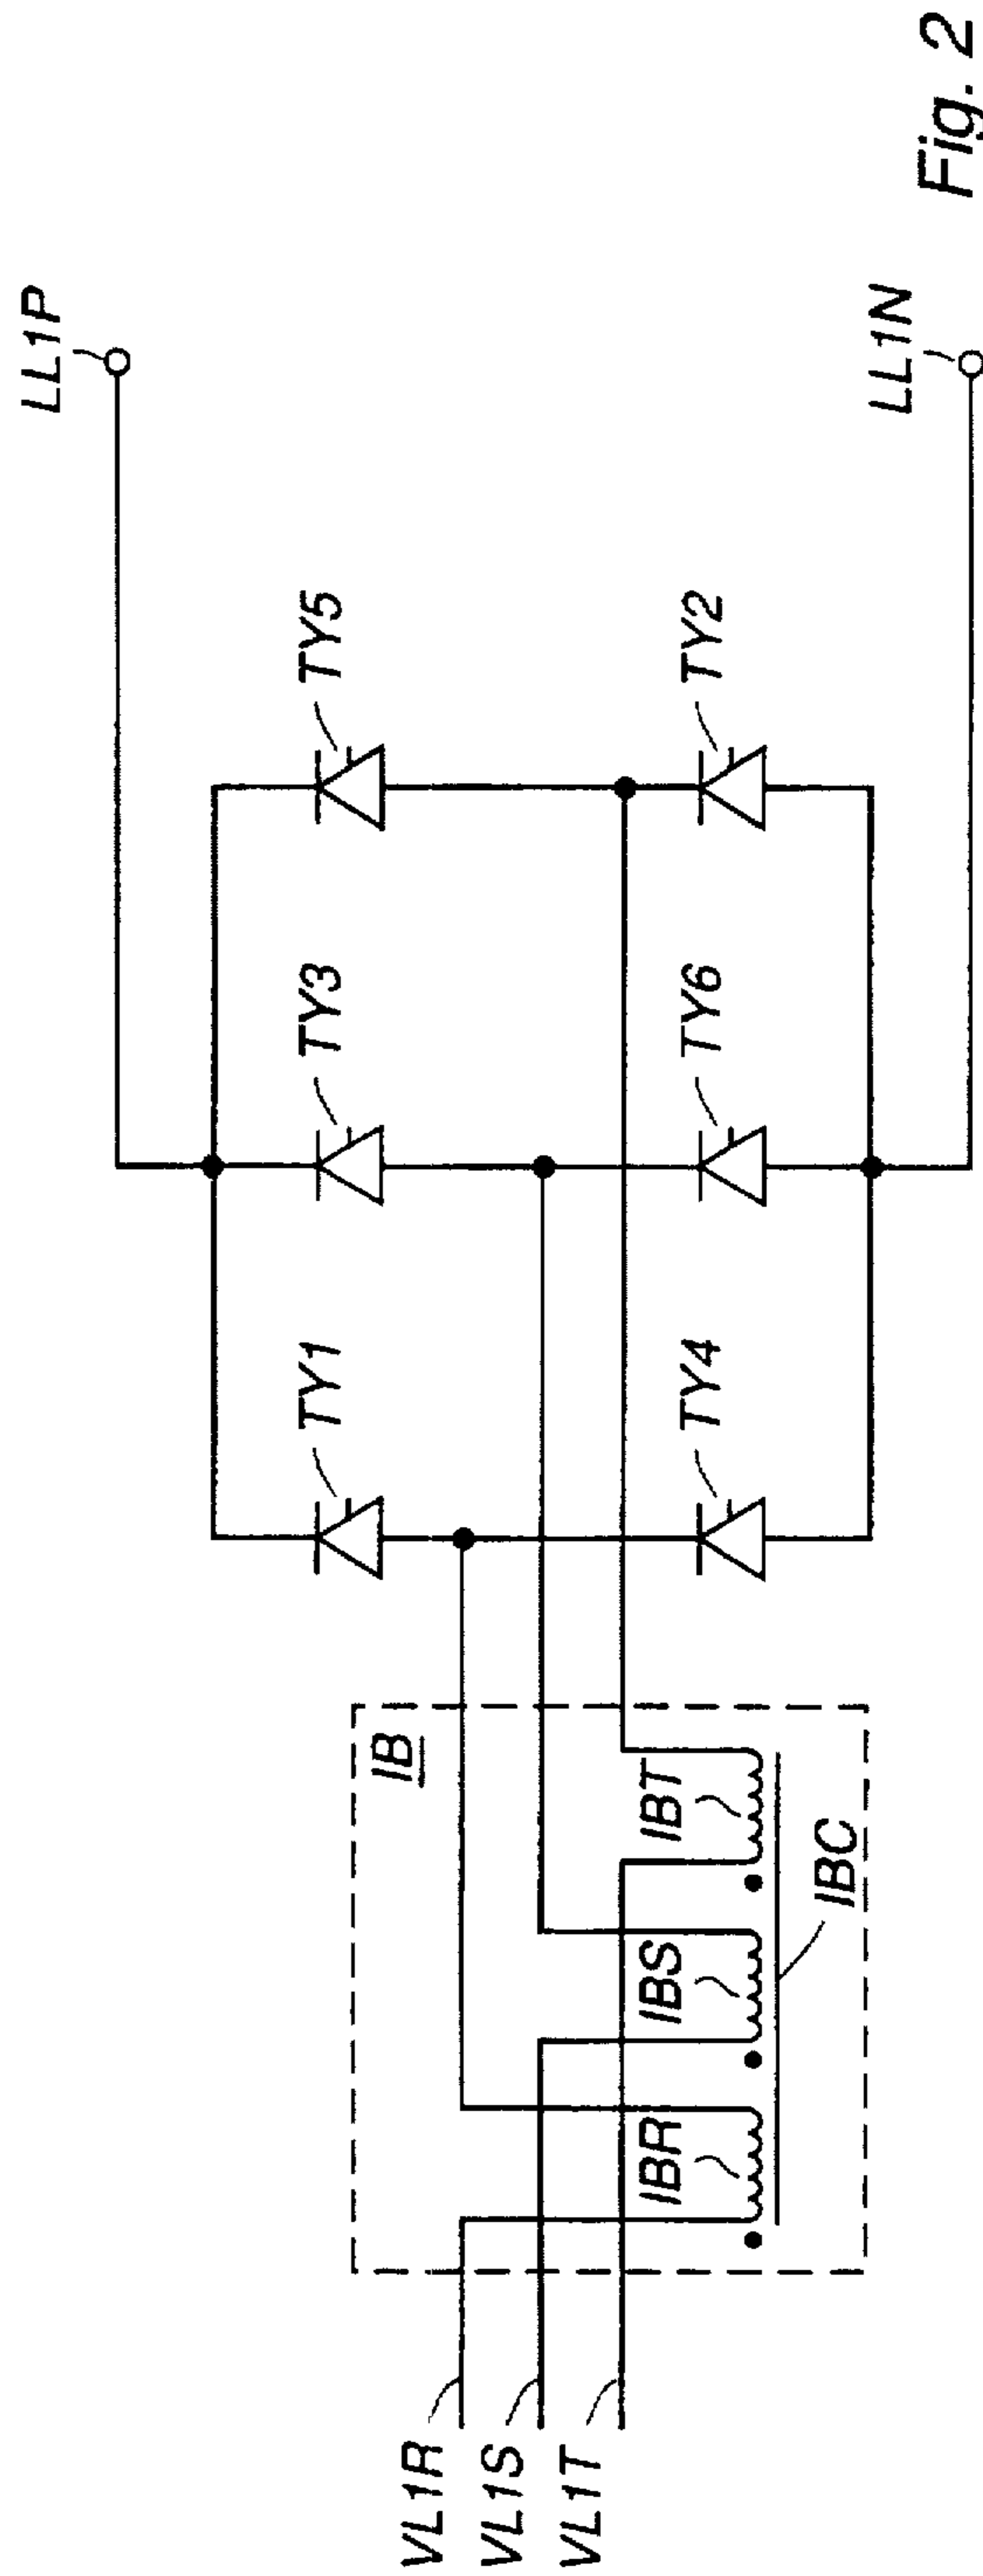 LL1P
TY1
TY3
TY5
IB
VL1R
VL1S
VL1T
IBR
IBS
IBT
TY4
TY6
TY2
IBC
LL1N
Fig. 2